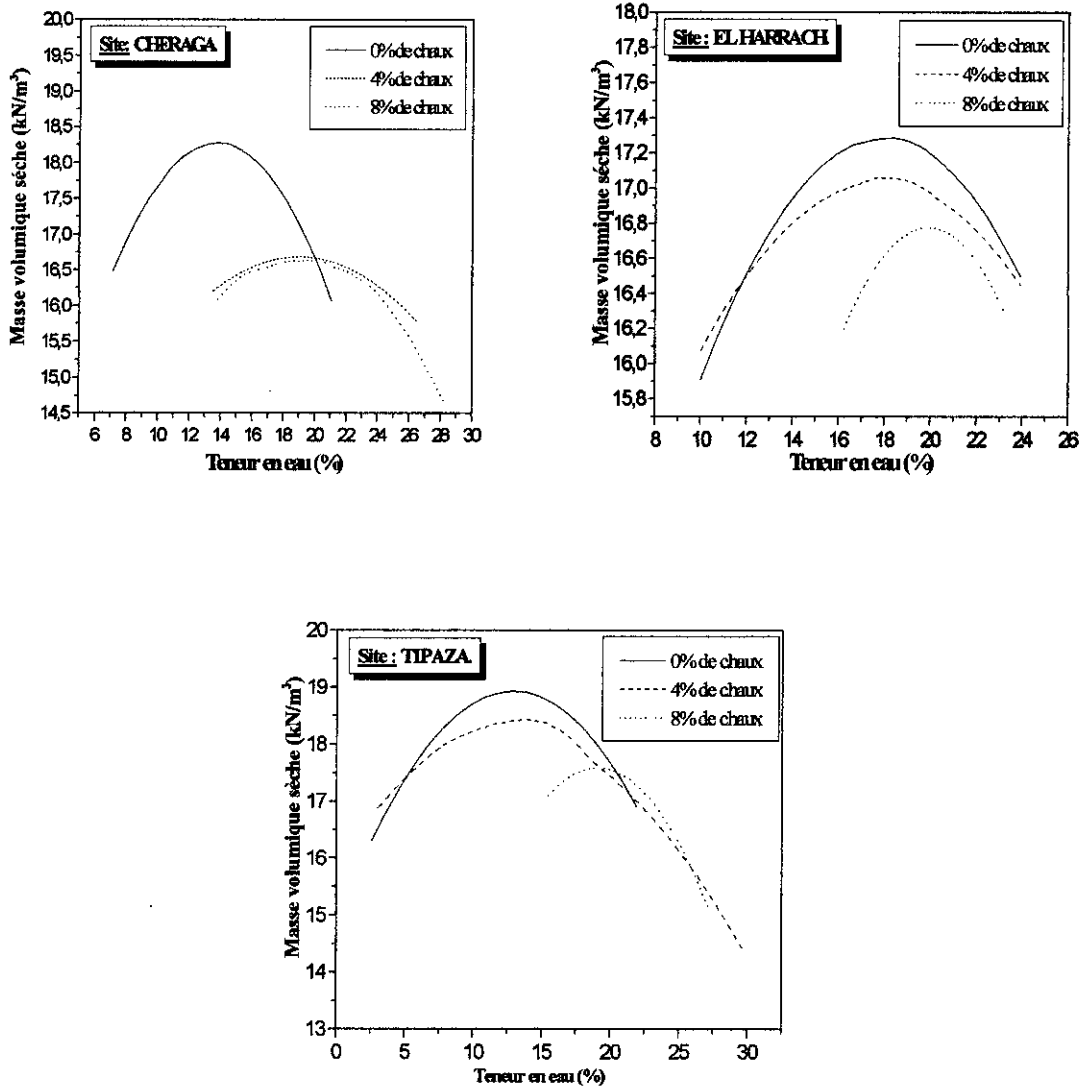 Site: CHERAGA
0% de chaux
4% de chaux
8% de chaux
Masse volumique séche (kN/m³)
20,0
19,5
19,0
18,5
18,0
17,5
17,0
16,5
16,0
15,5
15,0
14,5
6 8 10 12 14 16 18 20 22 24 26 28 30
Teneur en eau (%)
Site : EL HARRACH
0% de chaux
4% de chaux
8% de chaux
Masse volumique sèche (kN/m³)
18,0
17,8
17,6
17,4
17,2
17,0
16,8
16,6
16,4
16,2
16,0
15,8
8 10 12 14 16 18 20 22 24 26
Teneur en eau (%)
Site : TIPAZA.
0% de chaux
4% de chaux
8% de chaux
Masse volumique sèche (kN/m³)
20
19
18
17
16
15
14
13
0 5 10 15 20 25 30
Teneur en eau (%)